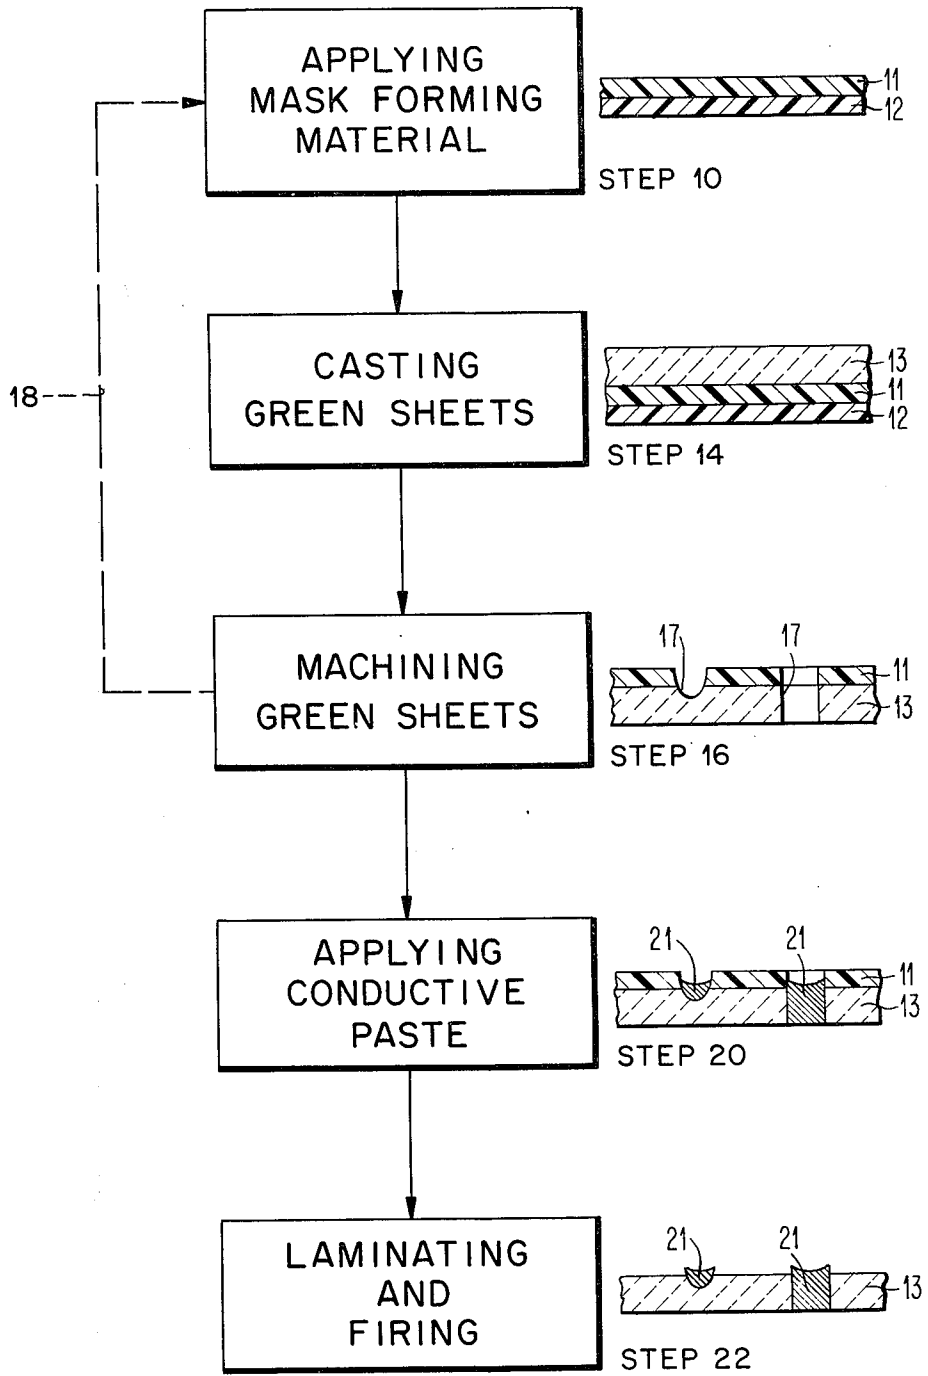 APPLYING
MASK FORMING
MATERIAL
11
12
STEP 10
CASTING
GREEN SHEETS
13
11
12
STEP 14
18
MACHINING
GREEN SHEETS
17
17
11
13
STEP 16
APPLYING
CONDUCTIVE
PASTE
21
21
11
13
STEP 20
LAMINATING
AND
FIRING
21
21
13
STEP 22